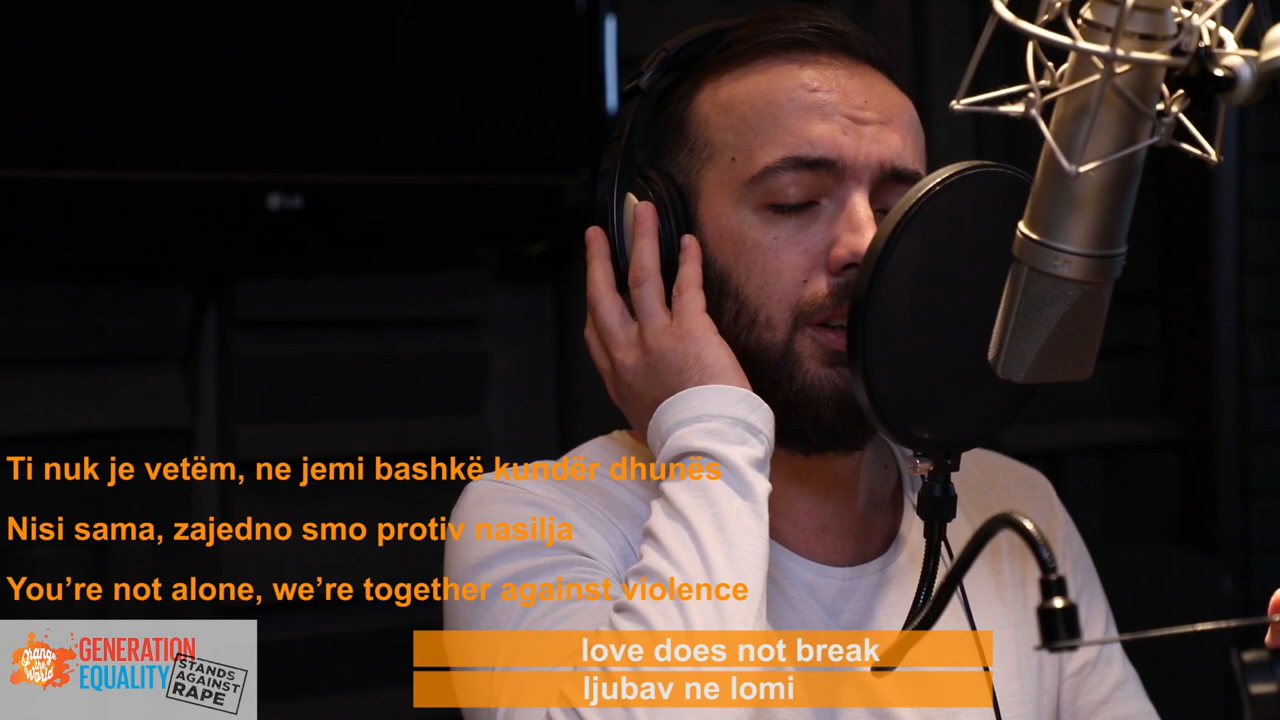 LG
Ti nuk je vetëm, ne jemi bashkë kundër dhunës
Nisi sama, zajedno smo protiv nasilja
You’re not alone, we’re together against violence
Orange
the
World
GENERATION
EQUALITY
STANDS
AGAINST
RAPE
love does not break
ljubav ne lomi